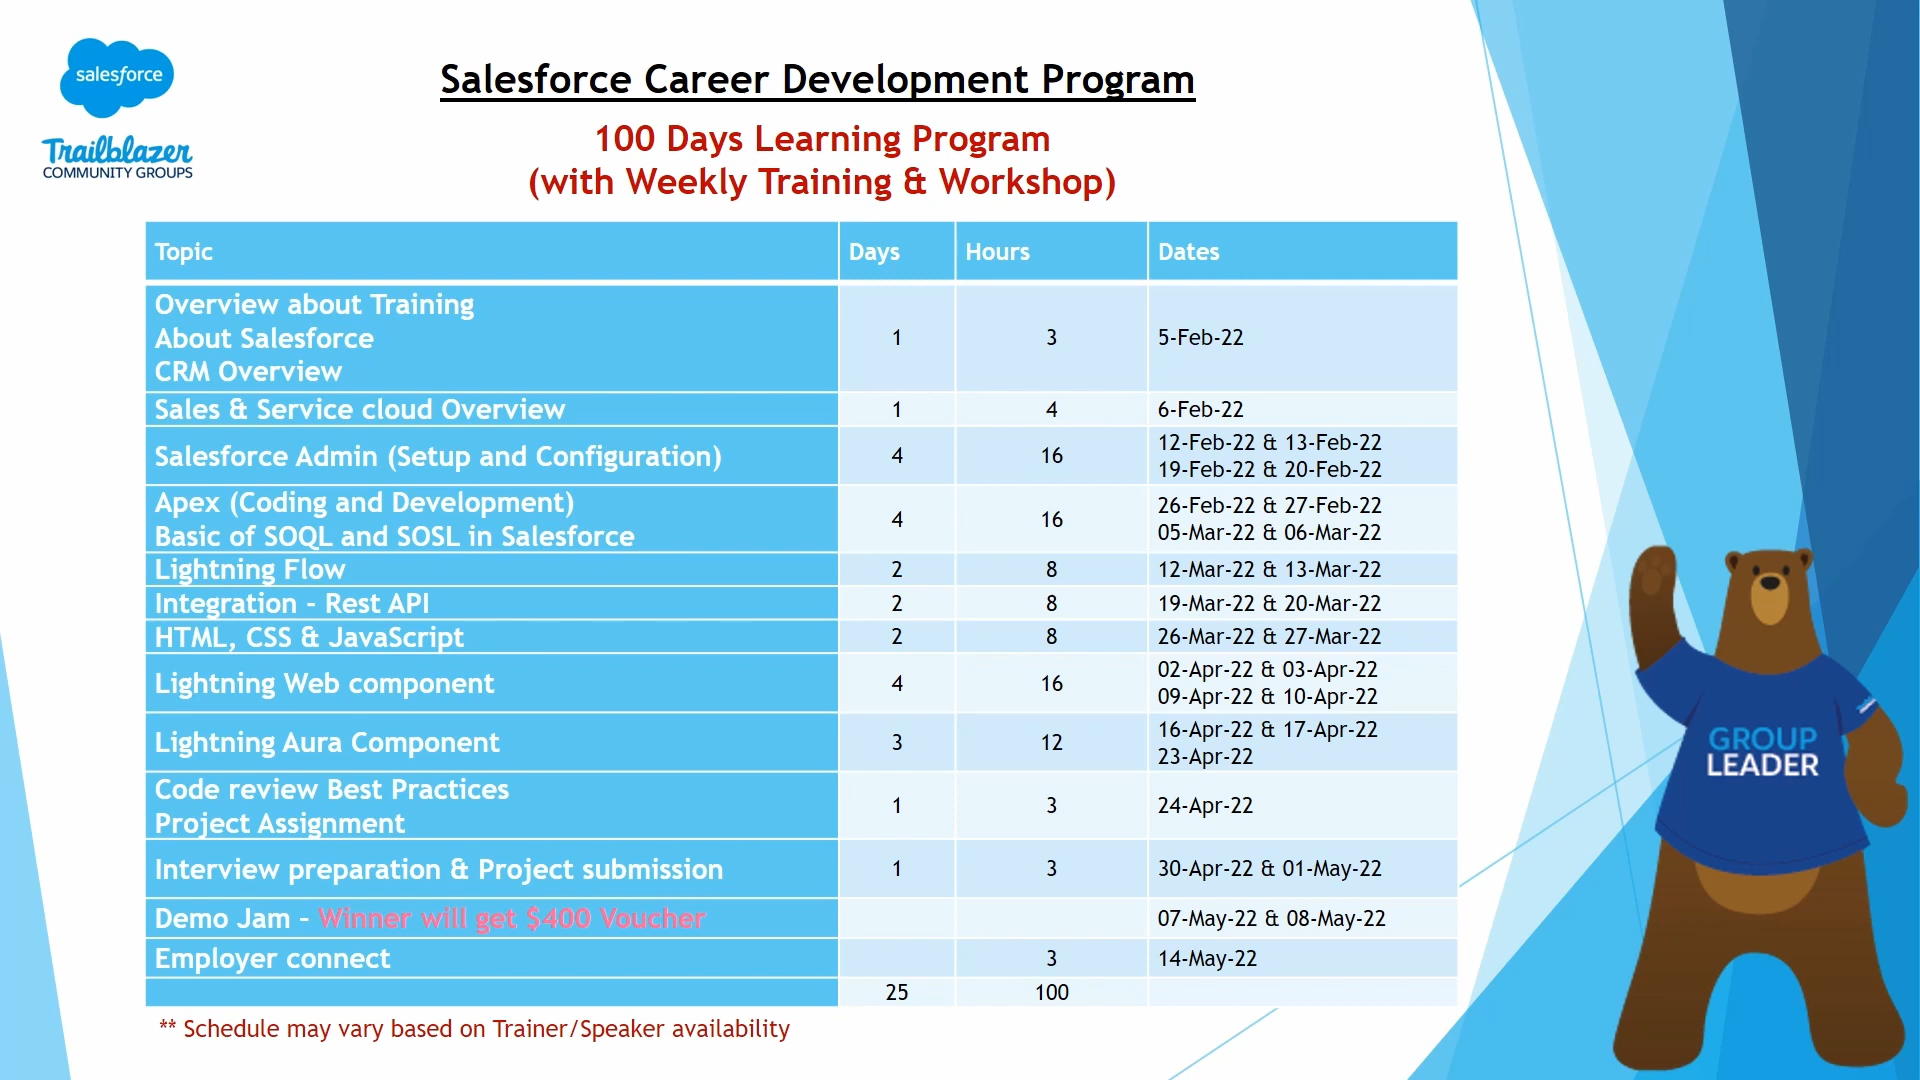 salesforce
Trailblazer
COMMUNITY GROUPS
Salesforce Career Development Program
100 Days Learning Program
(with Weekly Training & Workshop)
Topic Days Hours Dates
Overview about Training
About Salesforce
CRM Overview
1 3 5-Feb-22
Sales & Service cloud Overview 1 4 6-Feb-22
Salesforce Admin (Setup and Configuration) 4 16 12-Feb-22 & 13-Feb-22
19-Feb-22 & 20-Feb-22
Apex (Coding and Development)
Basic of SOQL and SOSL in Salesforce
4 16 26-Feb-22 & 27-Feb-22
05-Mar-22 & 06-Mar-22
Lightning Flow 2 8 12-Mar-22 & 13-Mar-22
Integration - Rest API 2 8 19-Mar-22 & 20-Mar-22
HTML, CSS & JavaScript 2 8 26-Mar-22 & 27-Mar-22
Lightning Web component 4 16 02-Apr-22 & 03-Apr-22
09-Apr-22 & 10-Apr-22
Lightning Aura Component 3 12 16-Apr-22 & 17-Apr-22
23-Apr-22
Code review Best Practices
Project Assignment
1 3 24-Apr-22
Interview preparation & Project submission 1 3 30-Apr-22 & 01-May-22
Demo Jam - Winner will get $400 Voucher 07-May-22 & 08-May-22
Employer connect 3 14-May-22
25 100
** Schedule may vary based on Trainer/Speaker availability
GROUP
LEADER